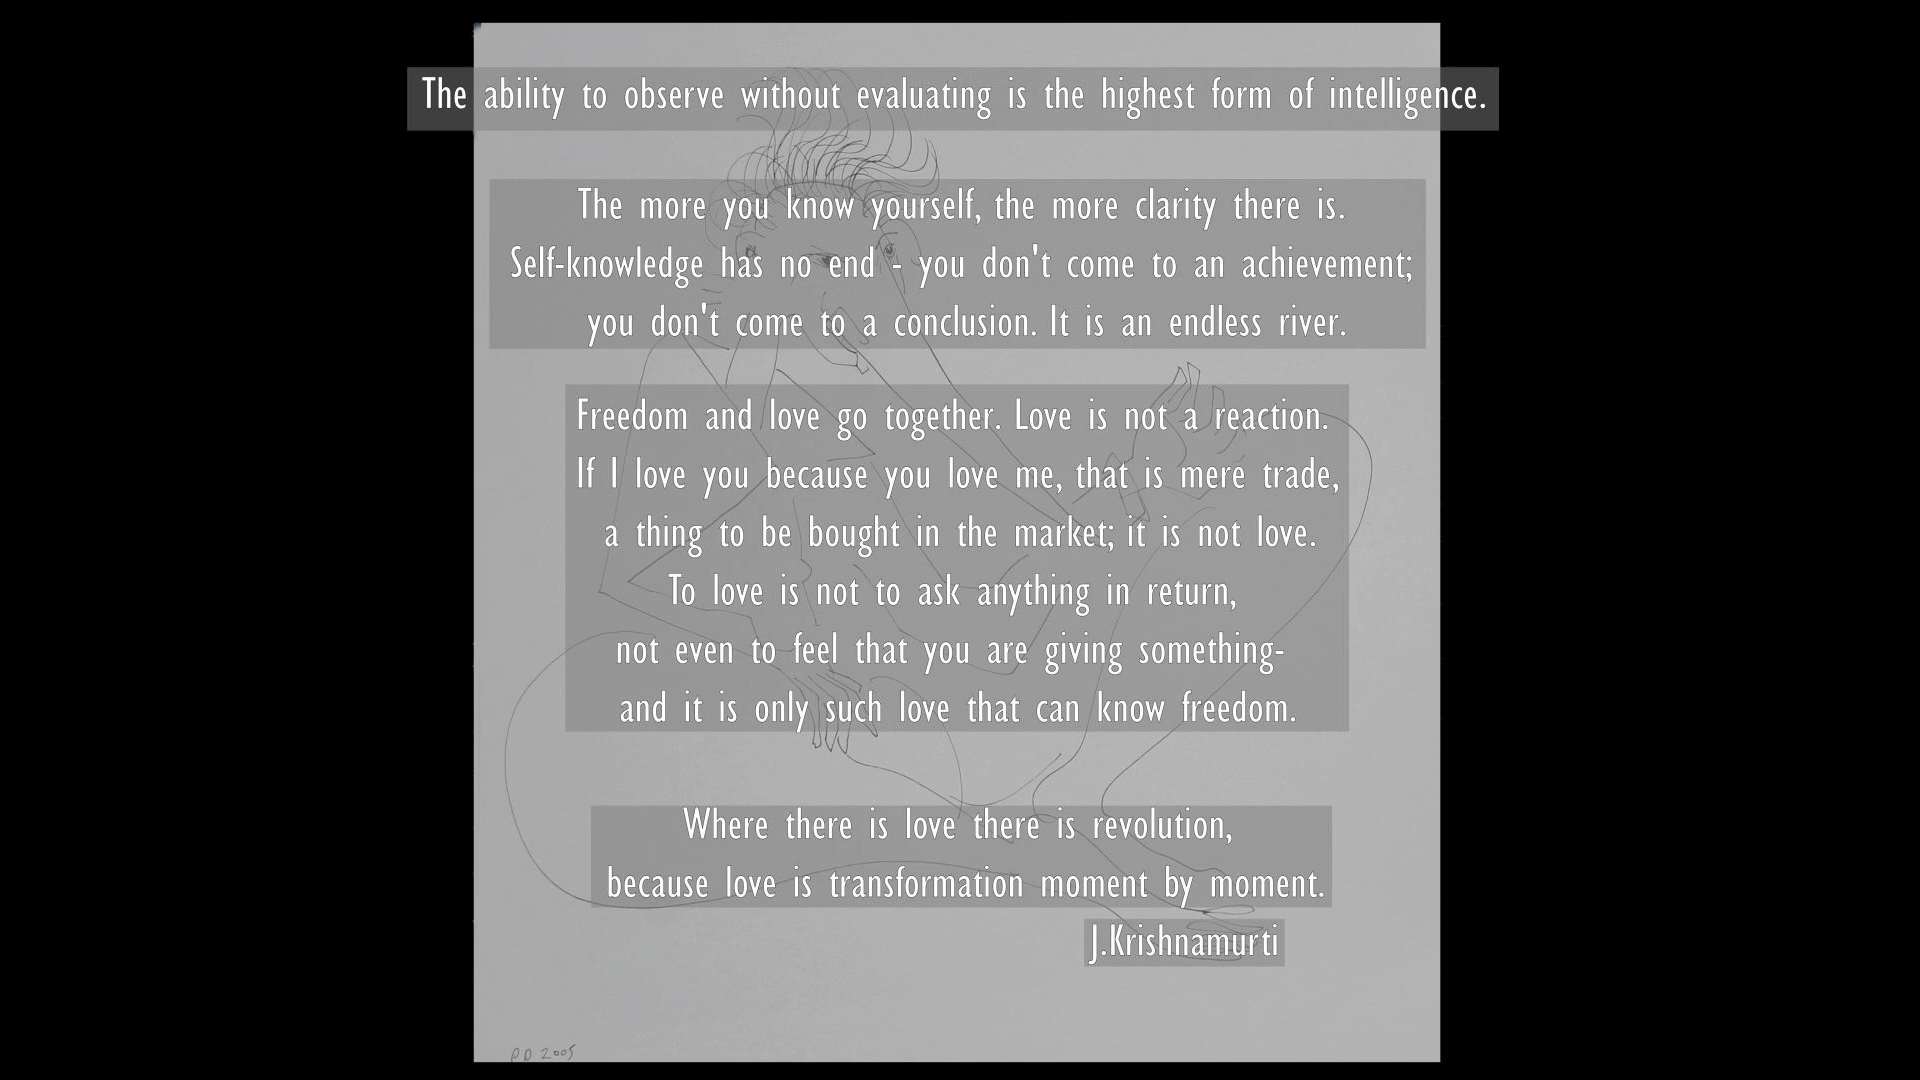 The ability to observe without evaluating is the highest form of intelligence.
The more you know yourself, the more clarity there is.
Self-knowledge has no end - you don't come to an achievement;
you don't come to a conclusion. It is an endless river.
Freedom and love go together. Love is not a reaction.
If I love you because you love me, that is mere trade,
a thing to be bought in the market; it is not love.
To love is not to ask anything in return,
not even to feel that you are giving something-
and it is only such love that can know freedom.
Where there is love there is revolution,
because love is transformation moment by moment.
J.Krishnamurti
2005